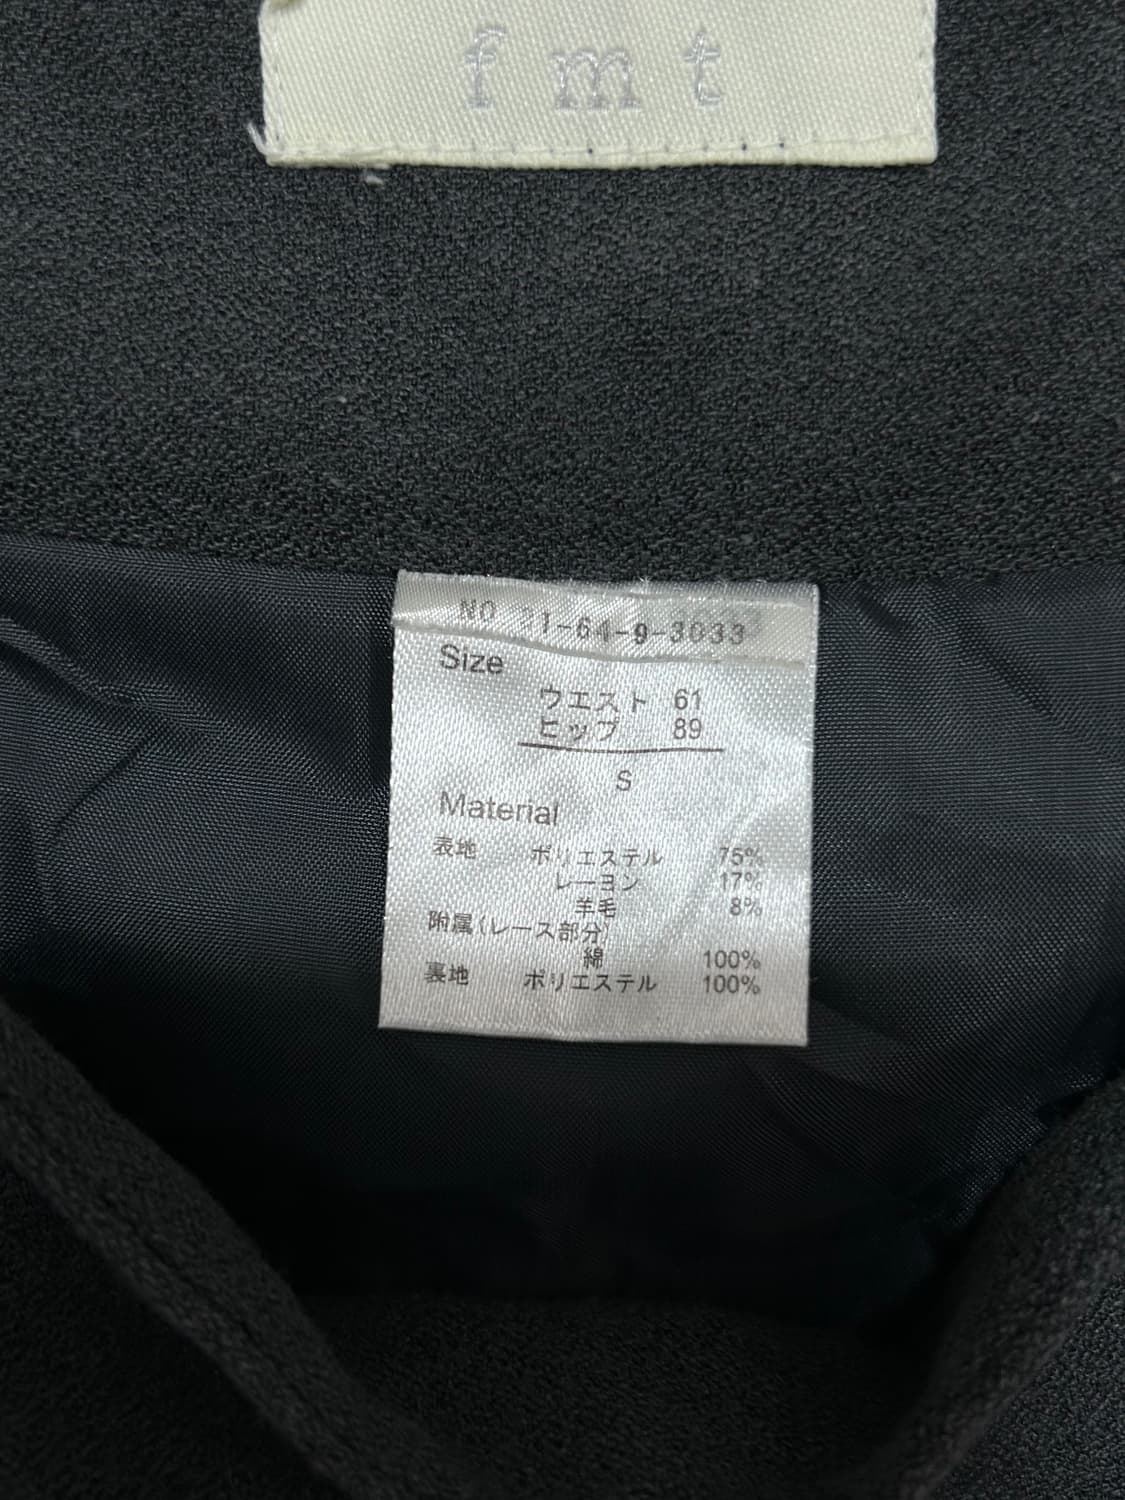 f m t
NO 21-64-9-3033
Size
ウエスト 61
ヒップ 89
S
Material
表地 ポリエステル 75%
レーヨン 17%
羊毛 8%
附属(レース部分)
綿 100%
裏地 ポリエステル 100%